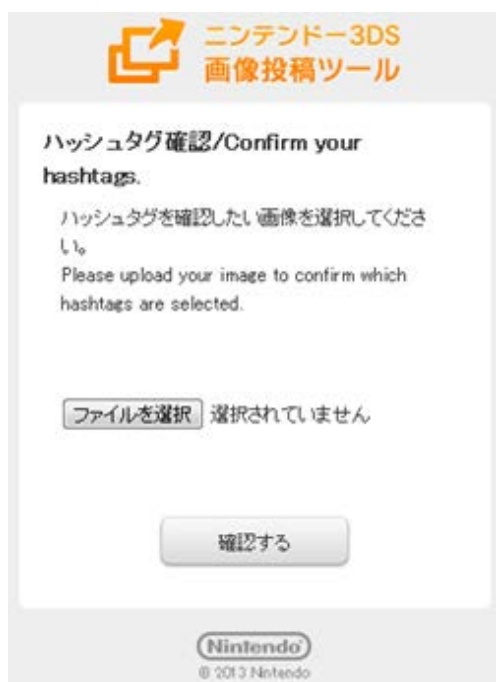 ニンテンドー3DS
画像投稿ツール
ハッシュタグ確認/Confirm your
hashtags.
ハッシュタグを確認したい画像を選択してくださ
い。
Please upload your image to confirm which
hashtags are selected.
ファイルを選択 選択されていません
確認する
Nintendo
© 2013 Nintendo